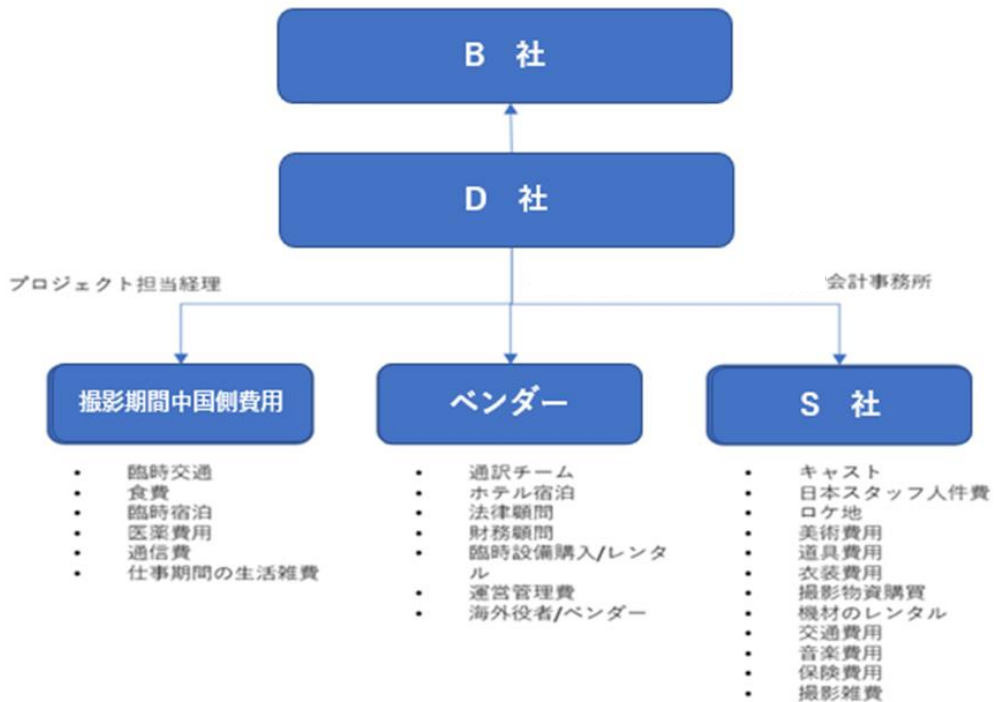 B 社
D 社
プロジェクト担当経理
会計事務所
撮影期間中国側費用
• 臨時交通
• 食費
• 臨時宿泊
• 医薬費用
• 通信費
• 仕事期間の生活雑費
ベンダー
• 通訳チーム
• ホテル宿泊
• 法律顧問
• 財務顧問
• 臨時設備購入/レンタ
ル
• 運営管理費
• 海外役者/ベンダー
S 社
• キャスト
• 日本スタッフ人件費
• ロケ地
• 美術費用
• 道具費用
• 衣装費用
• 撮影物資購買
• 機材のレンタル
• 交通費用
• 音楽費用
• 保険費用
• 撮影雑費